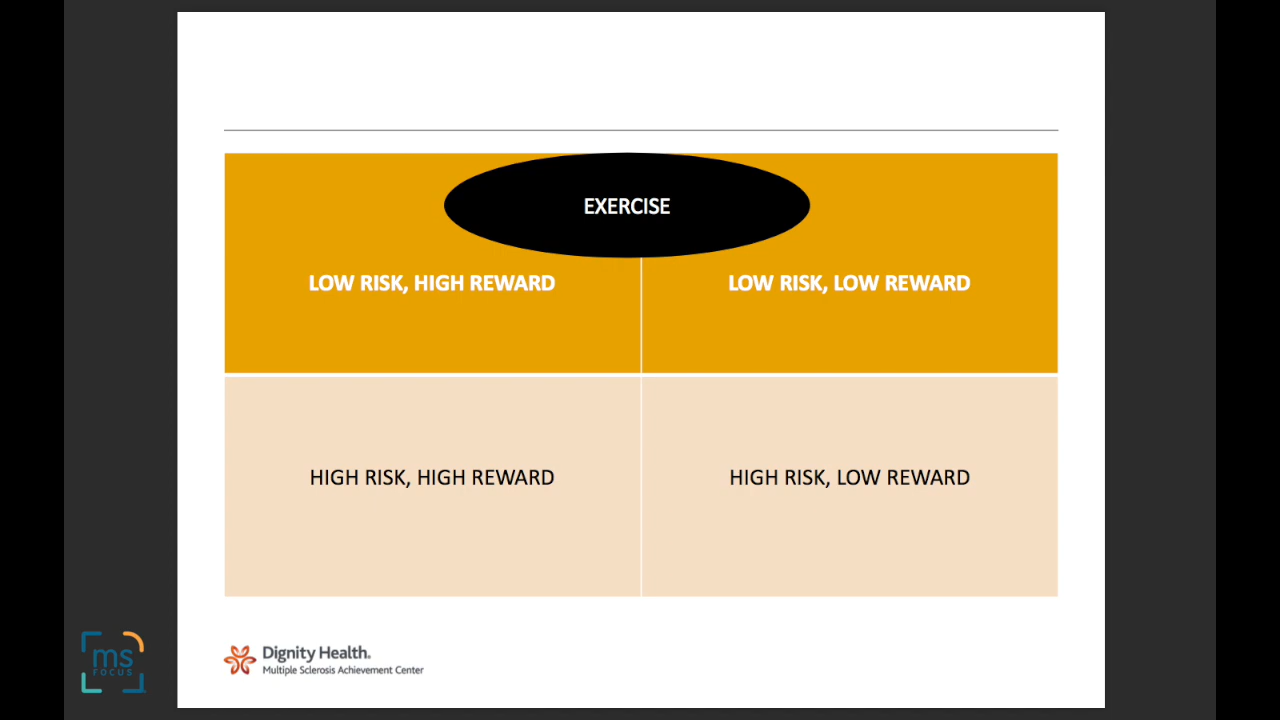 EXERCISE
LOW RISK, HIGH REWARD
LOW RISK, LOW REWARD
HIGH RISK, HIGH REWARD
HIGH RISK, LOW REWARD
Dignity Health.
Multiple Sclerosis Achievement Center
ms
FOCUS